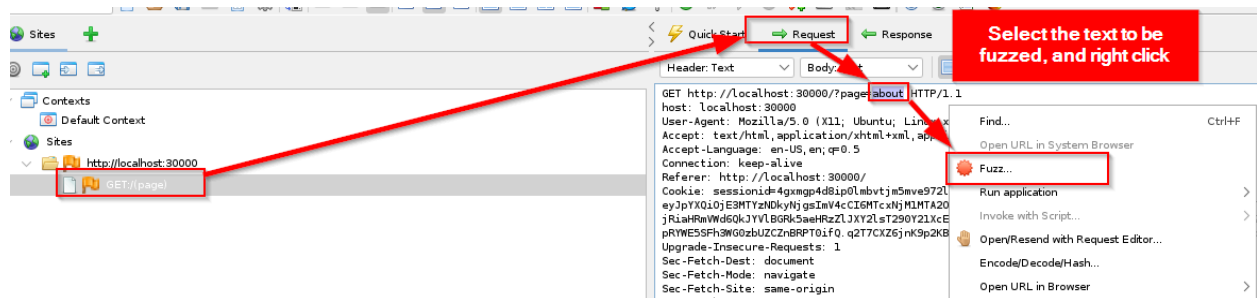 Sites
Quick Start
Request
Response
Select the text to be
fuzzed, and right click
Header: Text
Body:
Contexts
Default Context
Sites
http://localhost:30000
GET:/(page)
GET http://localhost:30000/?page=about HTTP/1.1
host: localhost:30000
User-Agent: Mozilla/5.0 (X11; Ubuntu;
Accept: text/html,application/xhtml+xml,
Accept-Language: en-US,en;q=0.5
Connection: keep-alive
Referer: http://localhost:30000/
Cookie:
Upgrade-Insecure-Requests: 1
Sec-Fetch-Dest: document
Sec-Fetch-Mode: navigate
Sec-Fetch-Site: same-origin
Find... Ctrl+F
Open URL in System Browser
Fuzz...
Run application
Invoke with Script...
Open/Resend with Request Editor...
Encode/Decode/Hash...
Open URL in Browser